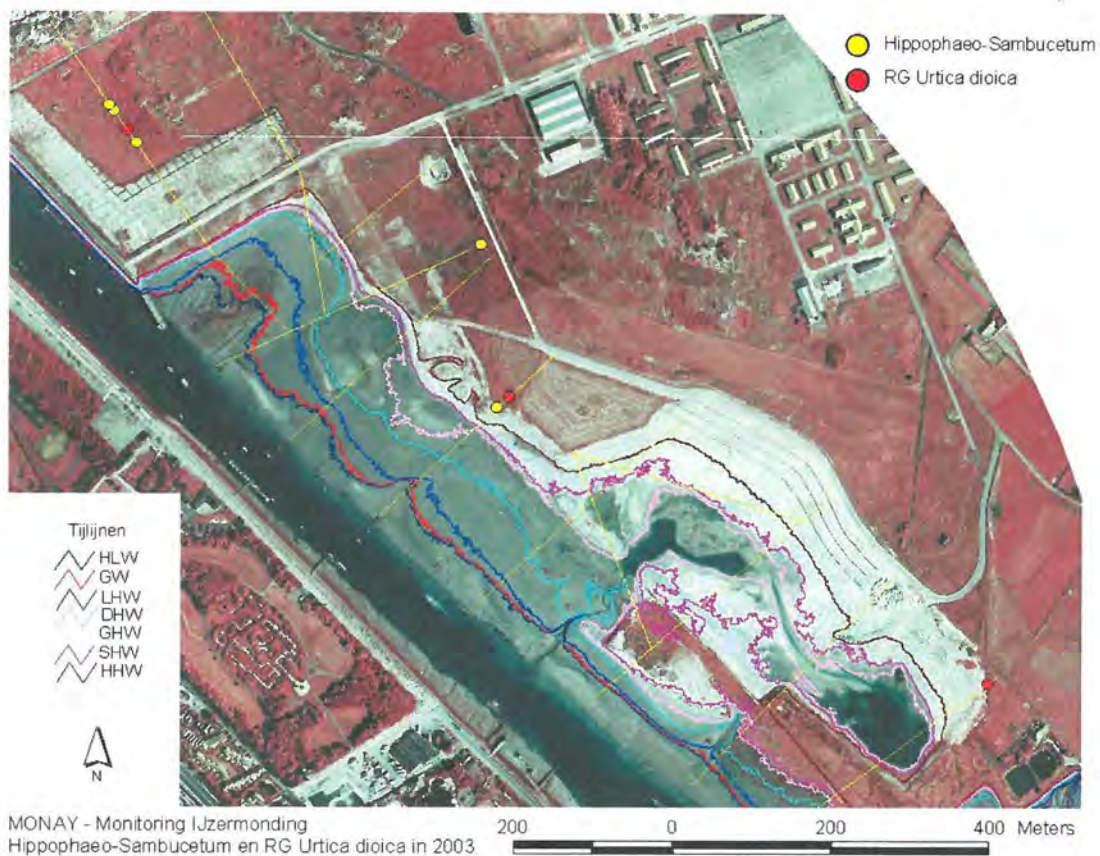 Hippophaeo-Sambucetum
RG Urtica dioica
Tijlijnen
HLW
GW
LHW
DHW
GHW
SHW
HHW
N
MONAY - Monitoring IJzermonding
Hippophaeo-Sambucetum en RG Urtica dioica in 2003
200 0 200 400 Meters